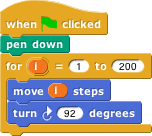 when clicked
pen down
for i = 1 to 200
move i steps
turn 92 degrees